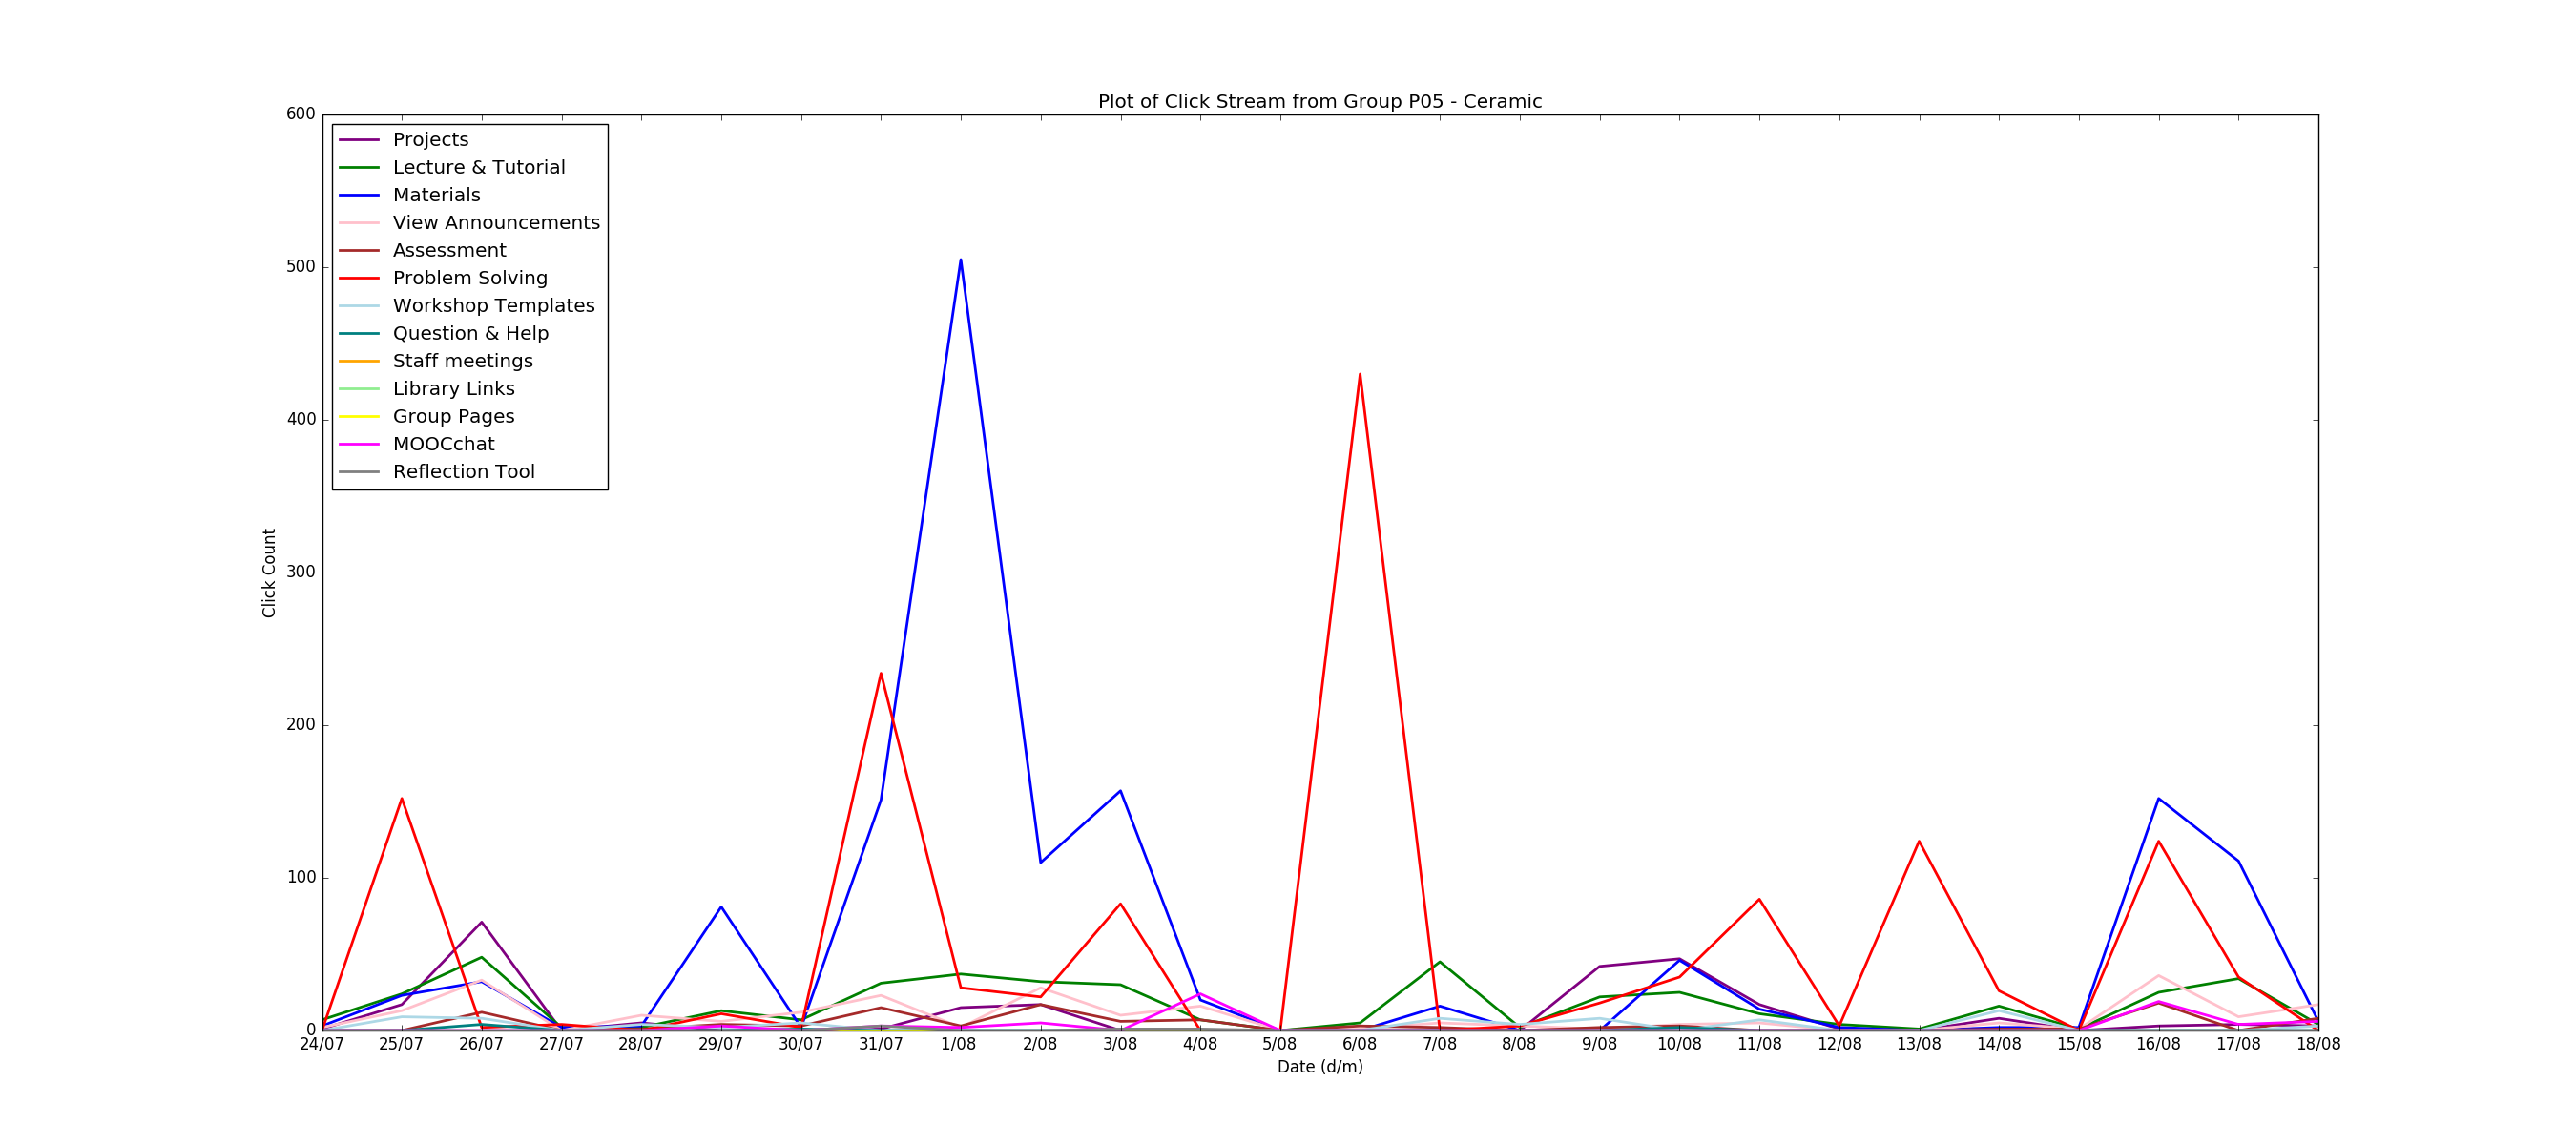 Plot of Click Stream from Group P05 - Ceramic
600
500
400
300
200
100
0
Click Count
Projects
Lecture & Tutorial
Materials
View Announcements
Assessment
Problem Solving
Workshop Templates
Question & Help
Staff meetings
Library Links
Group Pages
MOOCchat
Reflection Tool
24/07 25/07 26/07 27/07 28/07 29/07 30/07 31/07 1/08 2/08 3/08 4/08 5/08 6/08 7/08 8/08 9/08 10/08 11/08 12/08 13/08 14/08 15/08 16/08 17/08 18/08
Date (d/m)